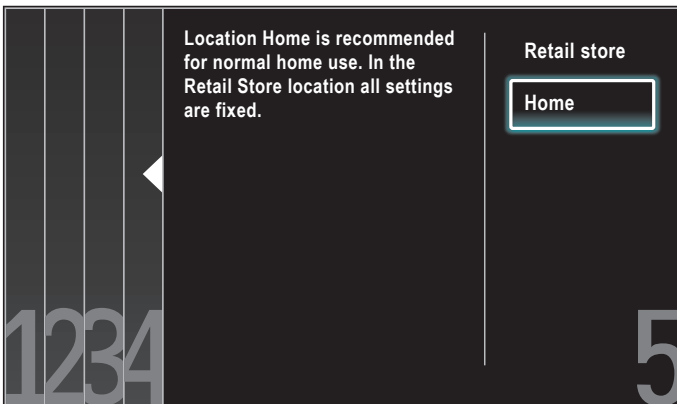 Location Home is recommended
for normal home use. In the
Retail Store location all settings
are fixed.
Retail store
Home
1234
5